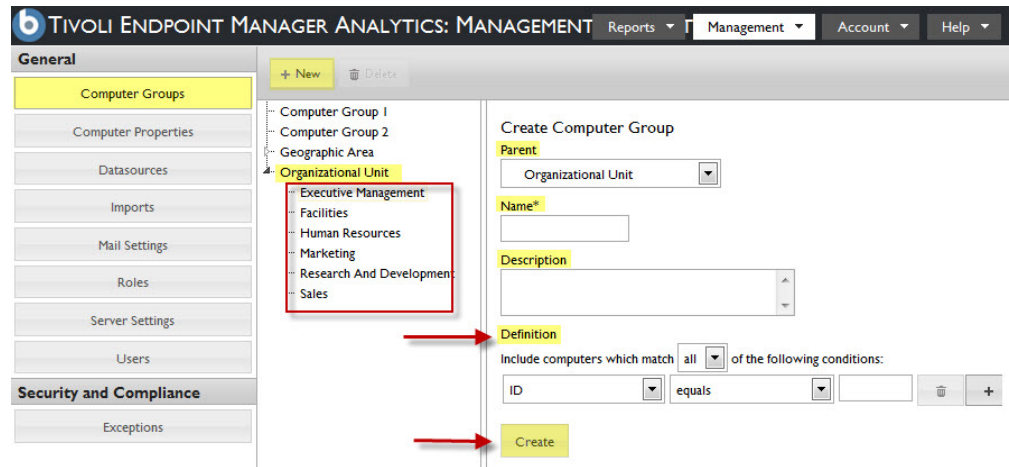 TIVOLI ENDPOINT MANAGER ANALYTICS: MANAGEMENT
Reports
Management
Account
Help
General
Computer Groups
Computer Properties
Datasources
Imports
Mail Settings
Roles
Server Settings
Users
Security and Compliance
Exceptions
+ New
Delete
Computer Group 1
Computer Group 2
Geographic Area
Organizational Unit
Executive Management
Facilities
Human Resources
Marketing
Research And Development
Sales
Create Computer Group
Parent
Organizational Unit
Name*
Description
Definition
Include computers which match all of the following conditions:
ID equals +
Create